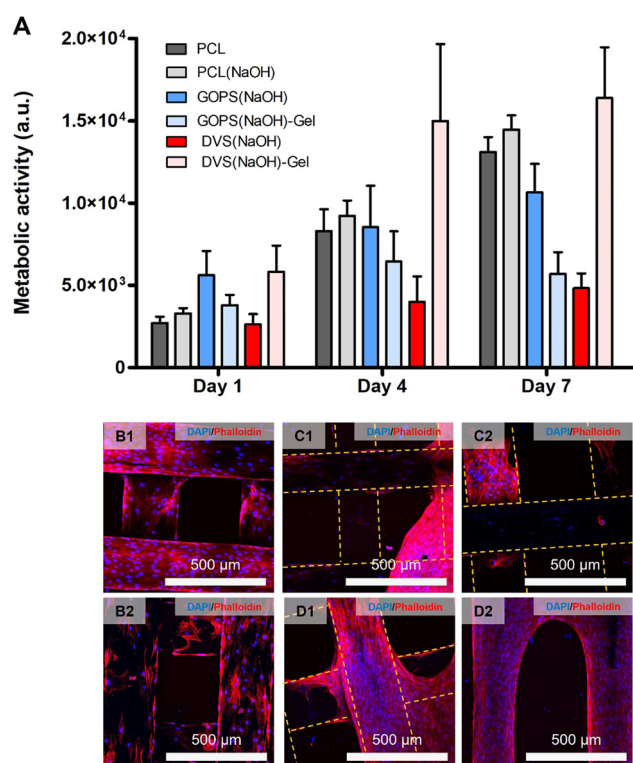 A
Metabolic activity (a.u.)
2.0×10⁴
1.5×10⁴
1.0×10⁴
5.0×10³
0
PCL
PCL(NaOH)
GOPS(NaOH)
GOPS(NaOH)-Gel
DVS(NaOH)
DVS(NaOH)-Gel
Day 1 Day 4 Day 7
B1 DAPI/Phalloidin C1 DAPI/Phalloidin C2 DAPI/Phalloidin
500 µm 500 µm 500 µm
B2 DAPI/Phalloidin D1 DAPI/Phalloidin D2 DAPI/Phalloidin
500 µm 500 µm 500 µm